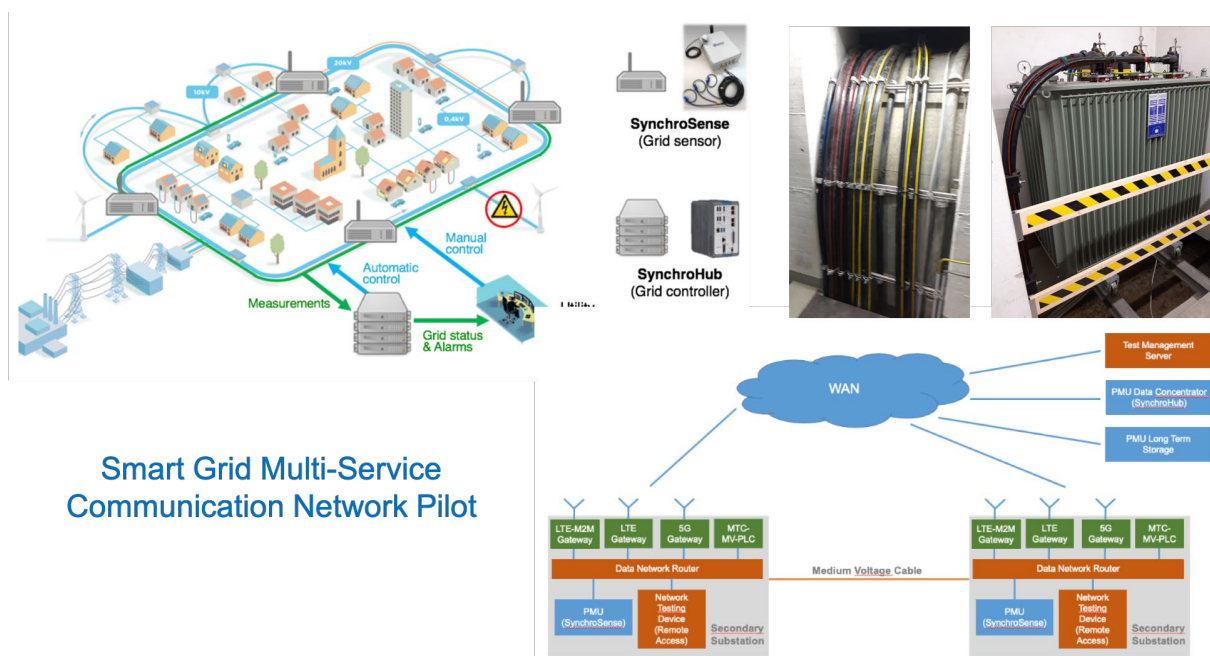 20kV
10kV
0,4kV
Manual
control
Automatic
control
Measurements
Grid status
& Alarms
Utility
SynchroSense
(Grid sensor)
SynchroHub
(Grid controller)
Smart Grid Multi-Service
Communication Network Pilot
WAN
Test Management
Server
PMU Data Concentrator
(SynchroHub)
PMU Long Term
Storage
LTE-M2M
Gateway
LTE
Gateway
5G
Gateway
MTC-
MV-PLC
Data Network Router
PMU
(SynchroSense)
Network
Testing
Device
(Remote
Access)
Secondary
Substation
Medium Voltage Cable
LTE-M2M
Gateway
LTE
Gateway
5G
Gateway
MTC-
MV-PLC
Data Network Router
PMU
(SynchroSense)
Network
Testing
Device
(Remote
Access)
Secondary
Substation